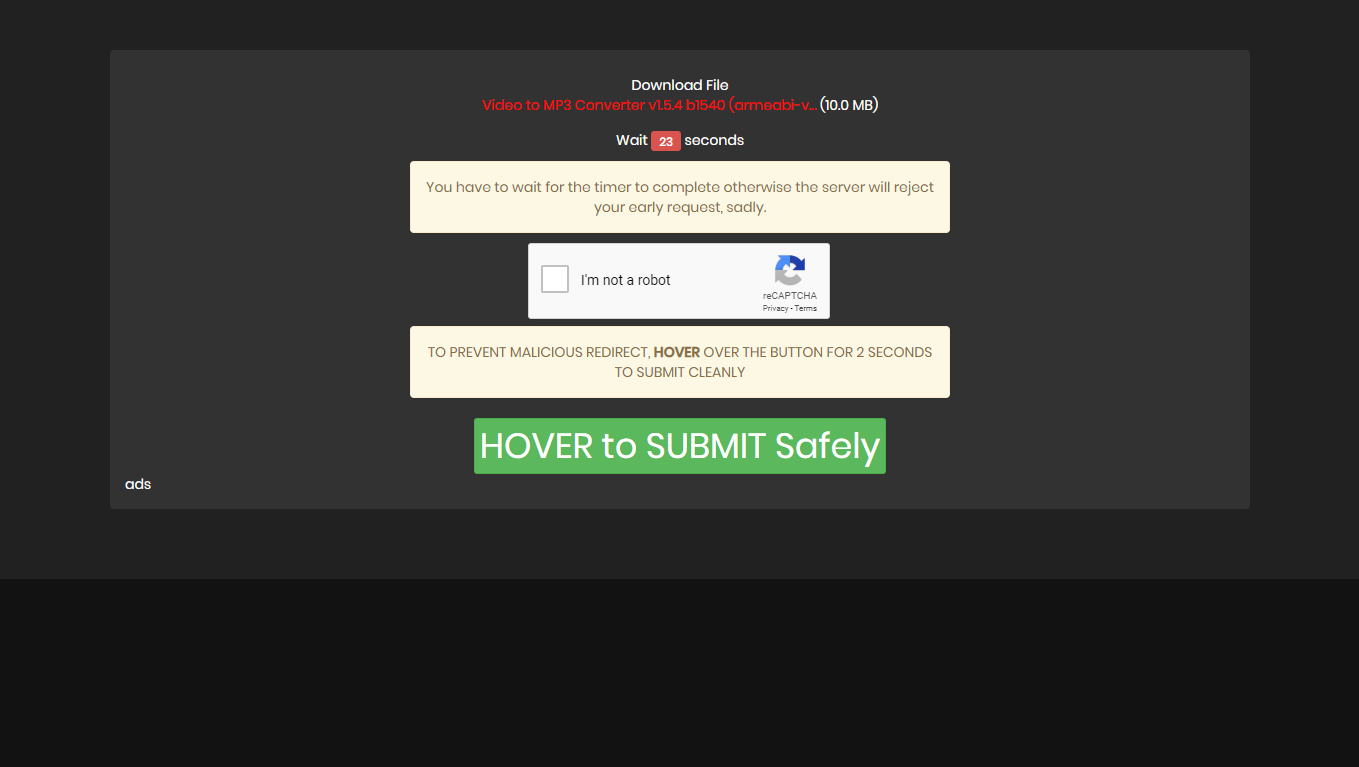 Download File
Video to MP3 Converter v1.5.4 b1540 (armeabi-v... (10.0 MB)
Wait 23 seconds
You have to wait for the timer to complete otherwise the server will reject
your early request, sadly.
I'm not a robot
reCAPTCHA
Privacy - Terms
TO PREVENT MALICIOUS REDIRECT, HOVER OVER THE BUTTON FOR 2 SECONDS
TO SUBMIT CLEANLY
HOVER to SUBMIT Safely
ads